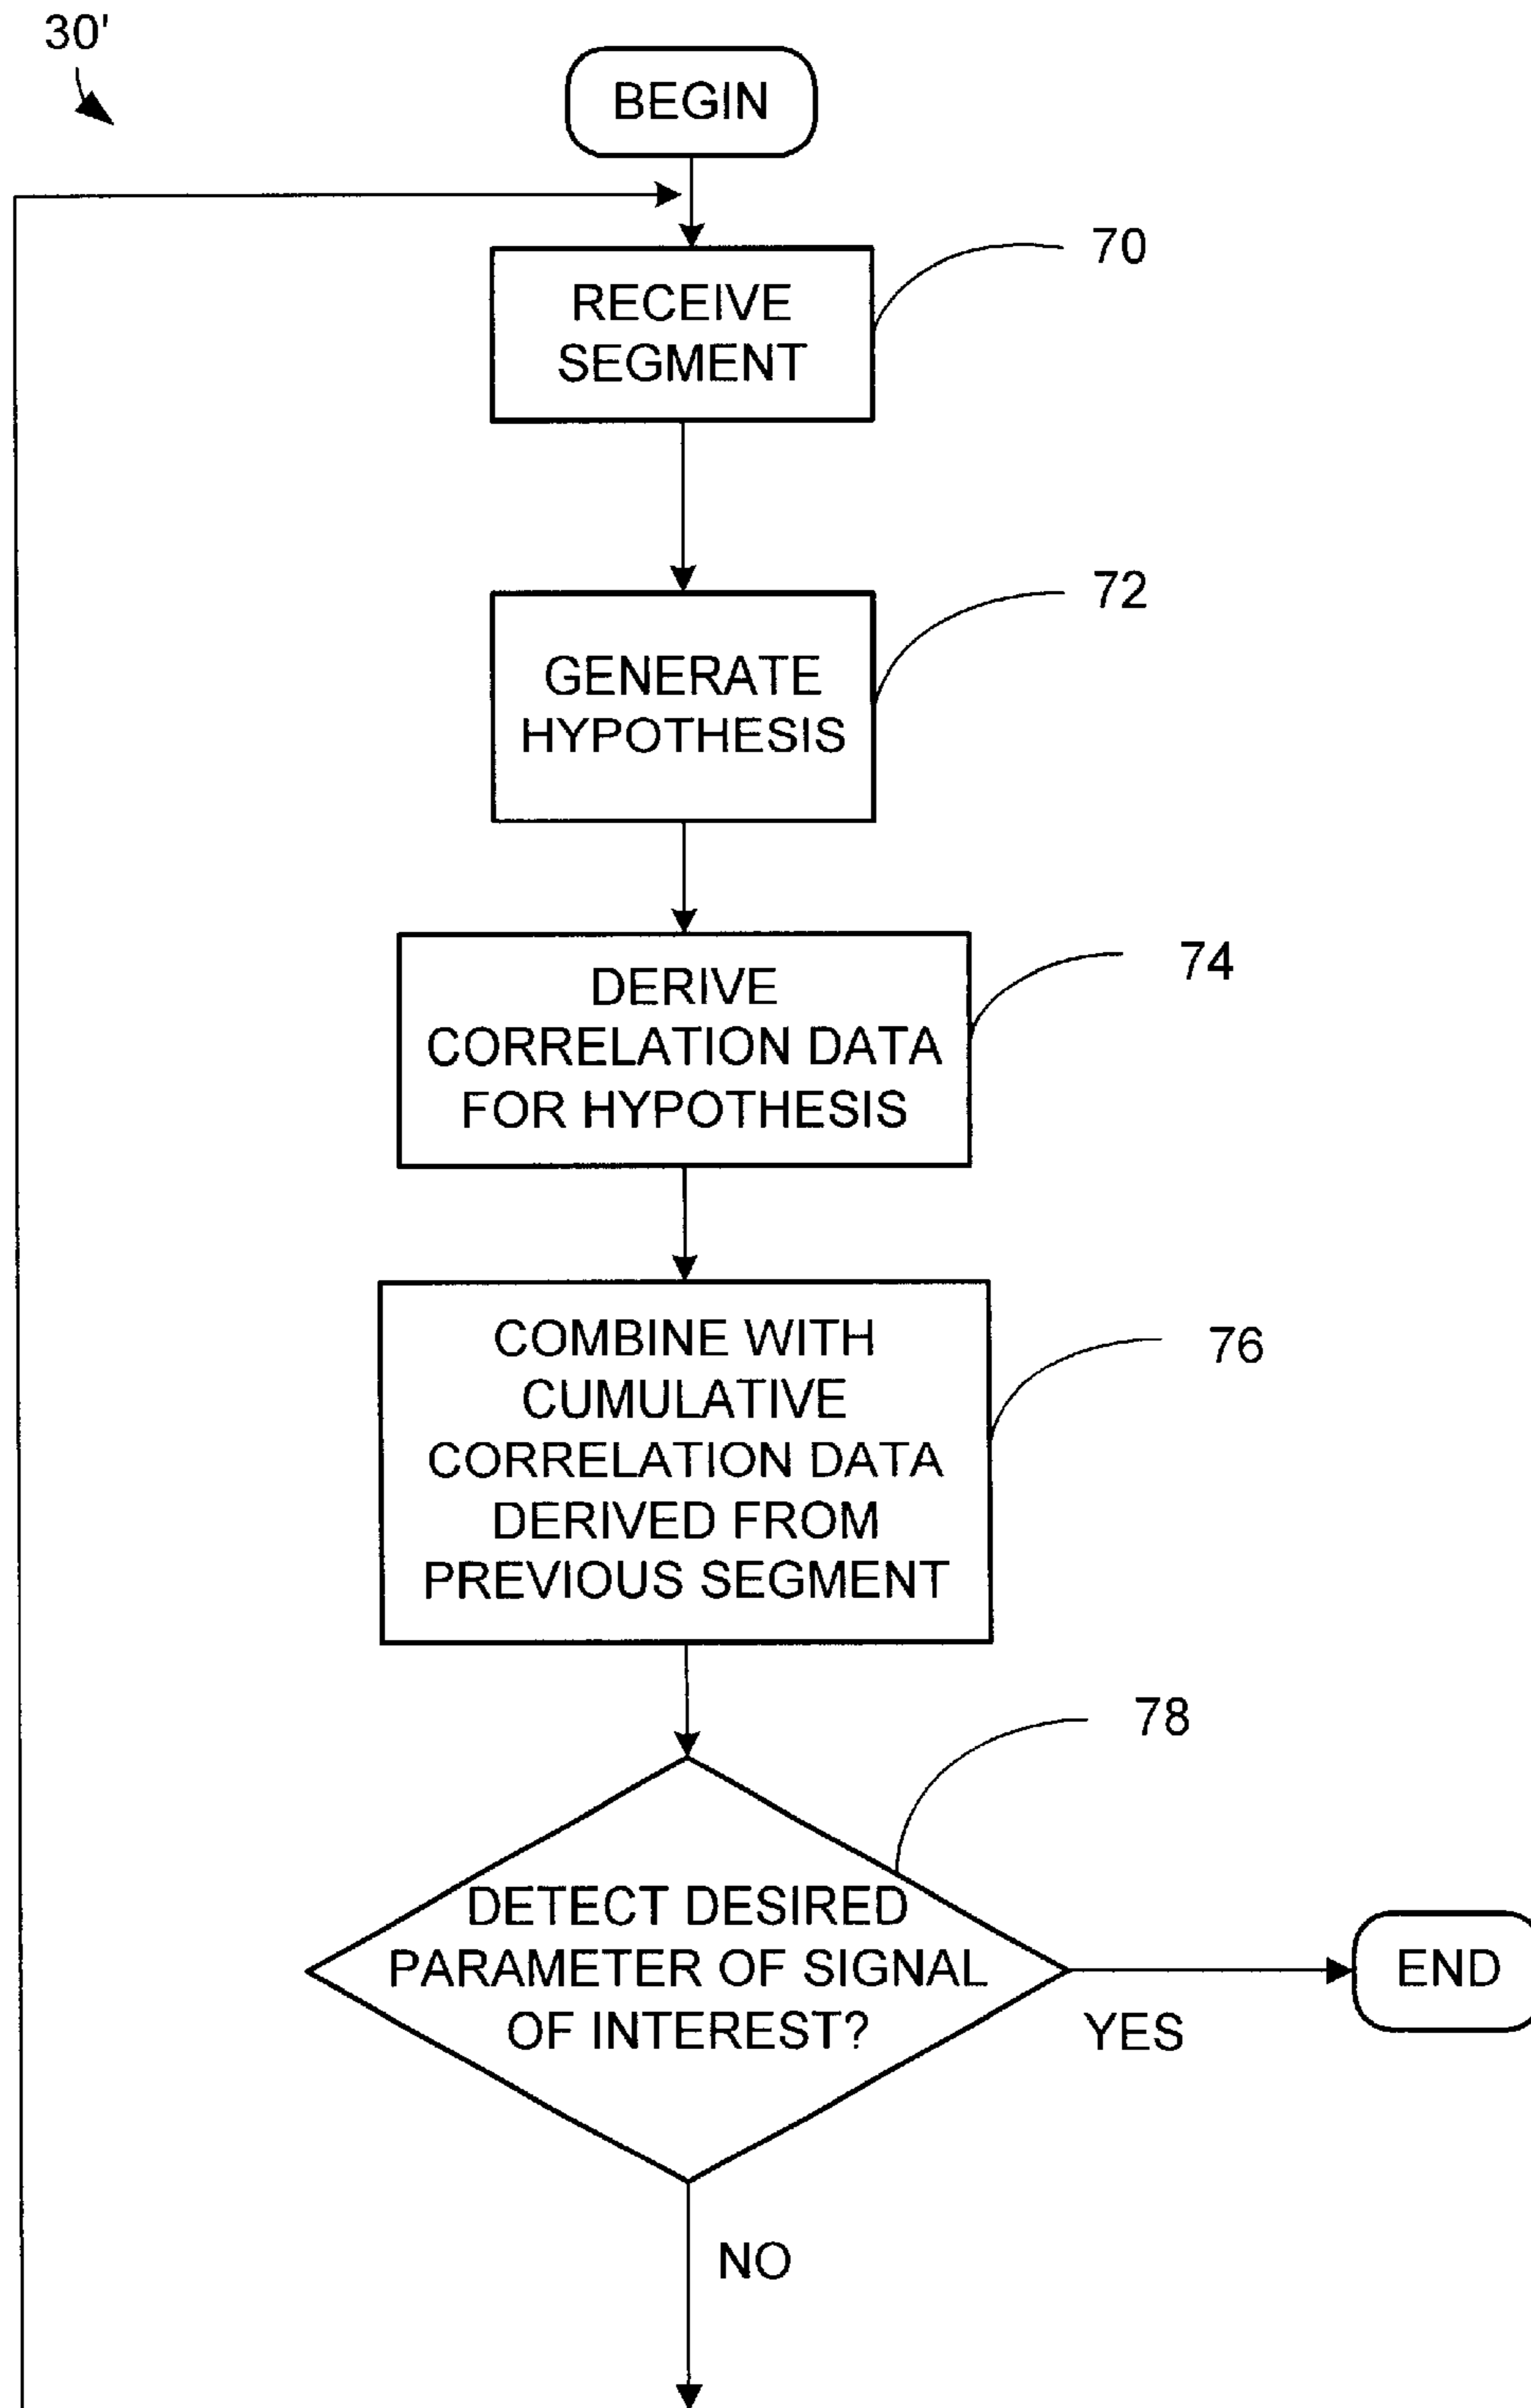 30'
BEGIN
70
RECEIVE
SEGMENT
72
GENERATE
HYPOTHESIS
74
DERIVE
CORRELATION DATA
FOR HYPOTHESIS
76
COMBINE WITH
CUMULATIVE
CORRELATION DATA
DERIVED FROM
PREVIOUS SEGMENT
78
DETECT DESIRED
PARAMETER OF SIGNAL
OF INTEREST?
END
YES
NO